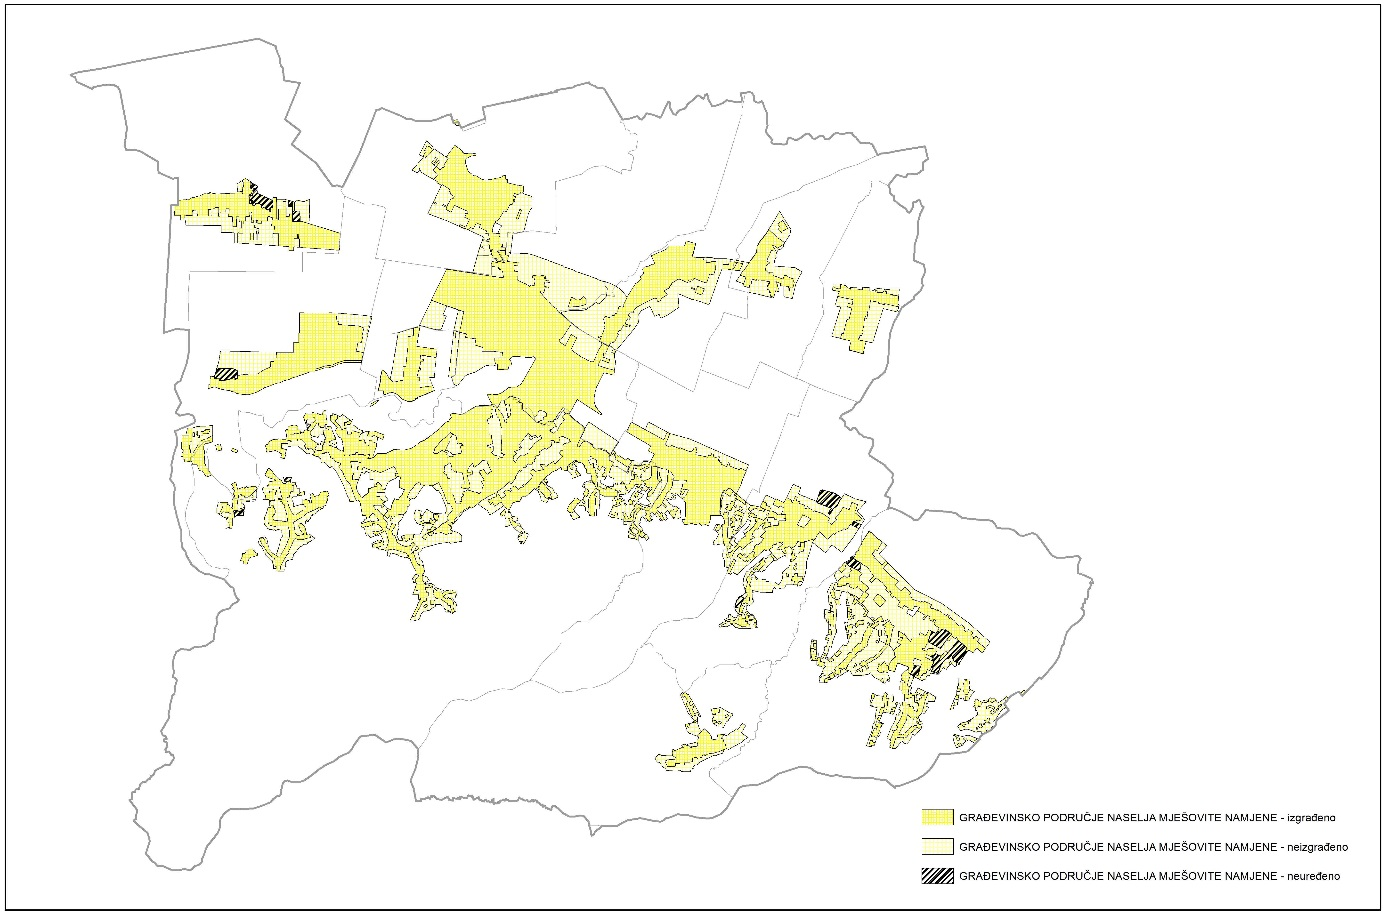 GRAĐEVINSKO PODRUČJE NASELJA MJEŠOVITE NAMJENE - izgrađeno
GRAĐEVINSKO PODRUČJE NASELJA MJEŠOVITE NAMJENE - neizgrađeno
GRAĐEVINSKO PODRUČJE NASELJA MJEŠOVITE NAMJENE - neuređeno